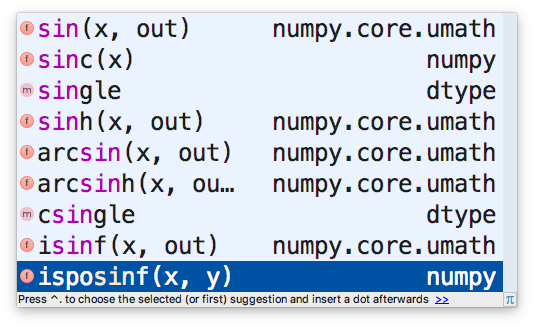 f sin(x, out) numpy.core.umath
f sinc(x) numpy
m single dtype
f sinh(x, out) numpy.core.umath
f arcsin(x, out) numpy.core.umath
f arcsinh(x, ou… numpy.core.umath
m csingle dtype
f isinf(x, out) numpy.core.umath
f isposinf(x, y) numpy
Press ^. to choose the selected (or first) suggestion and insert a dot afterwards >> π